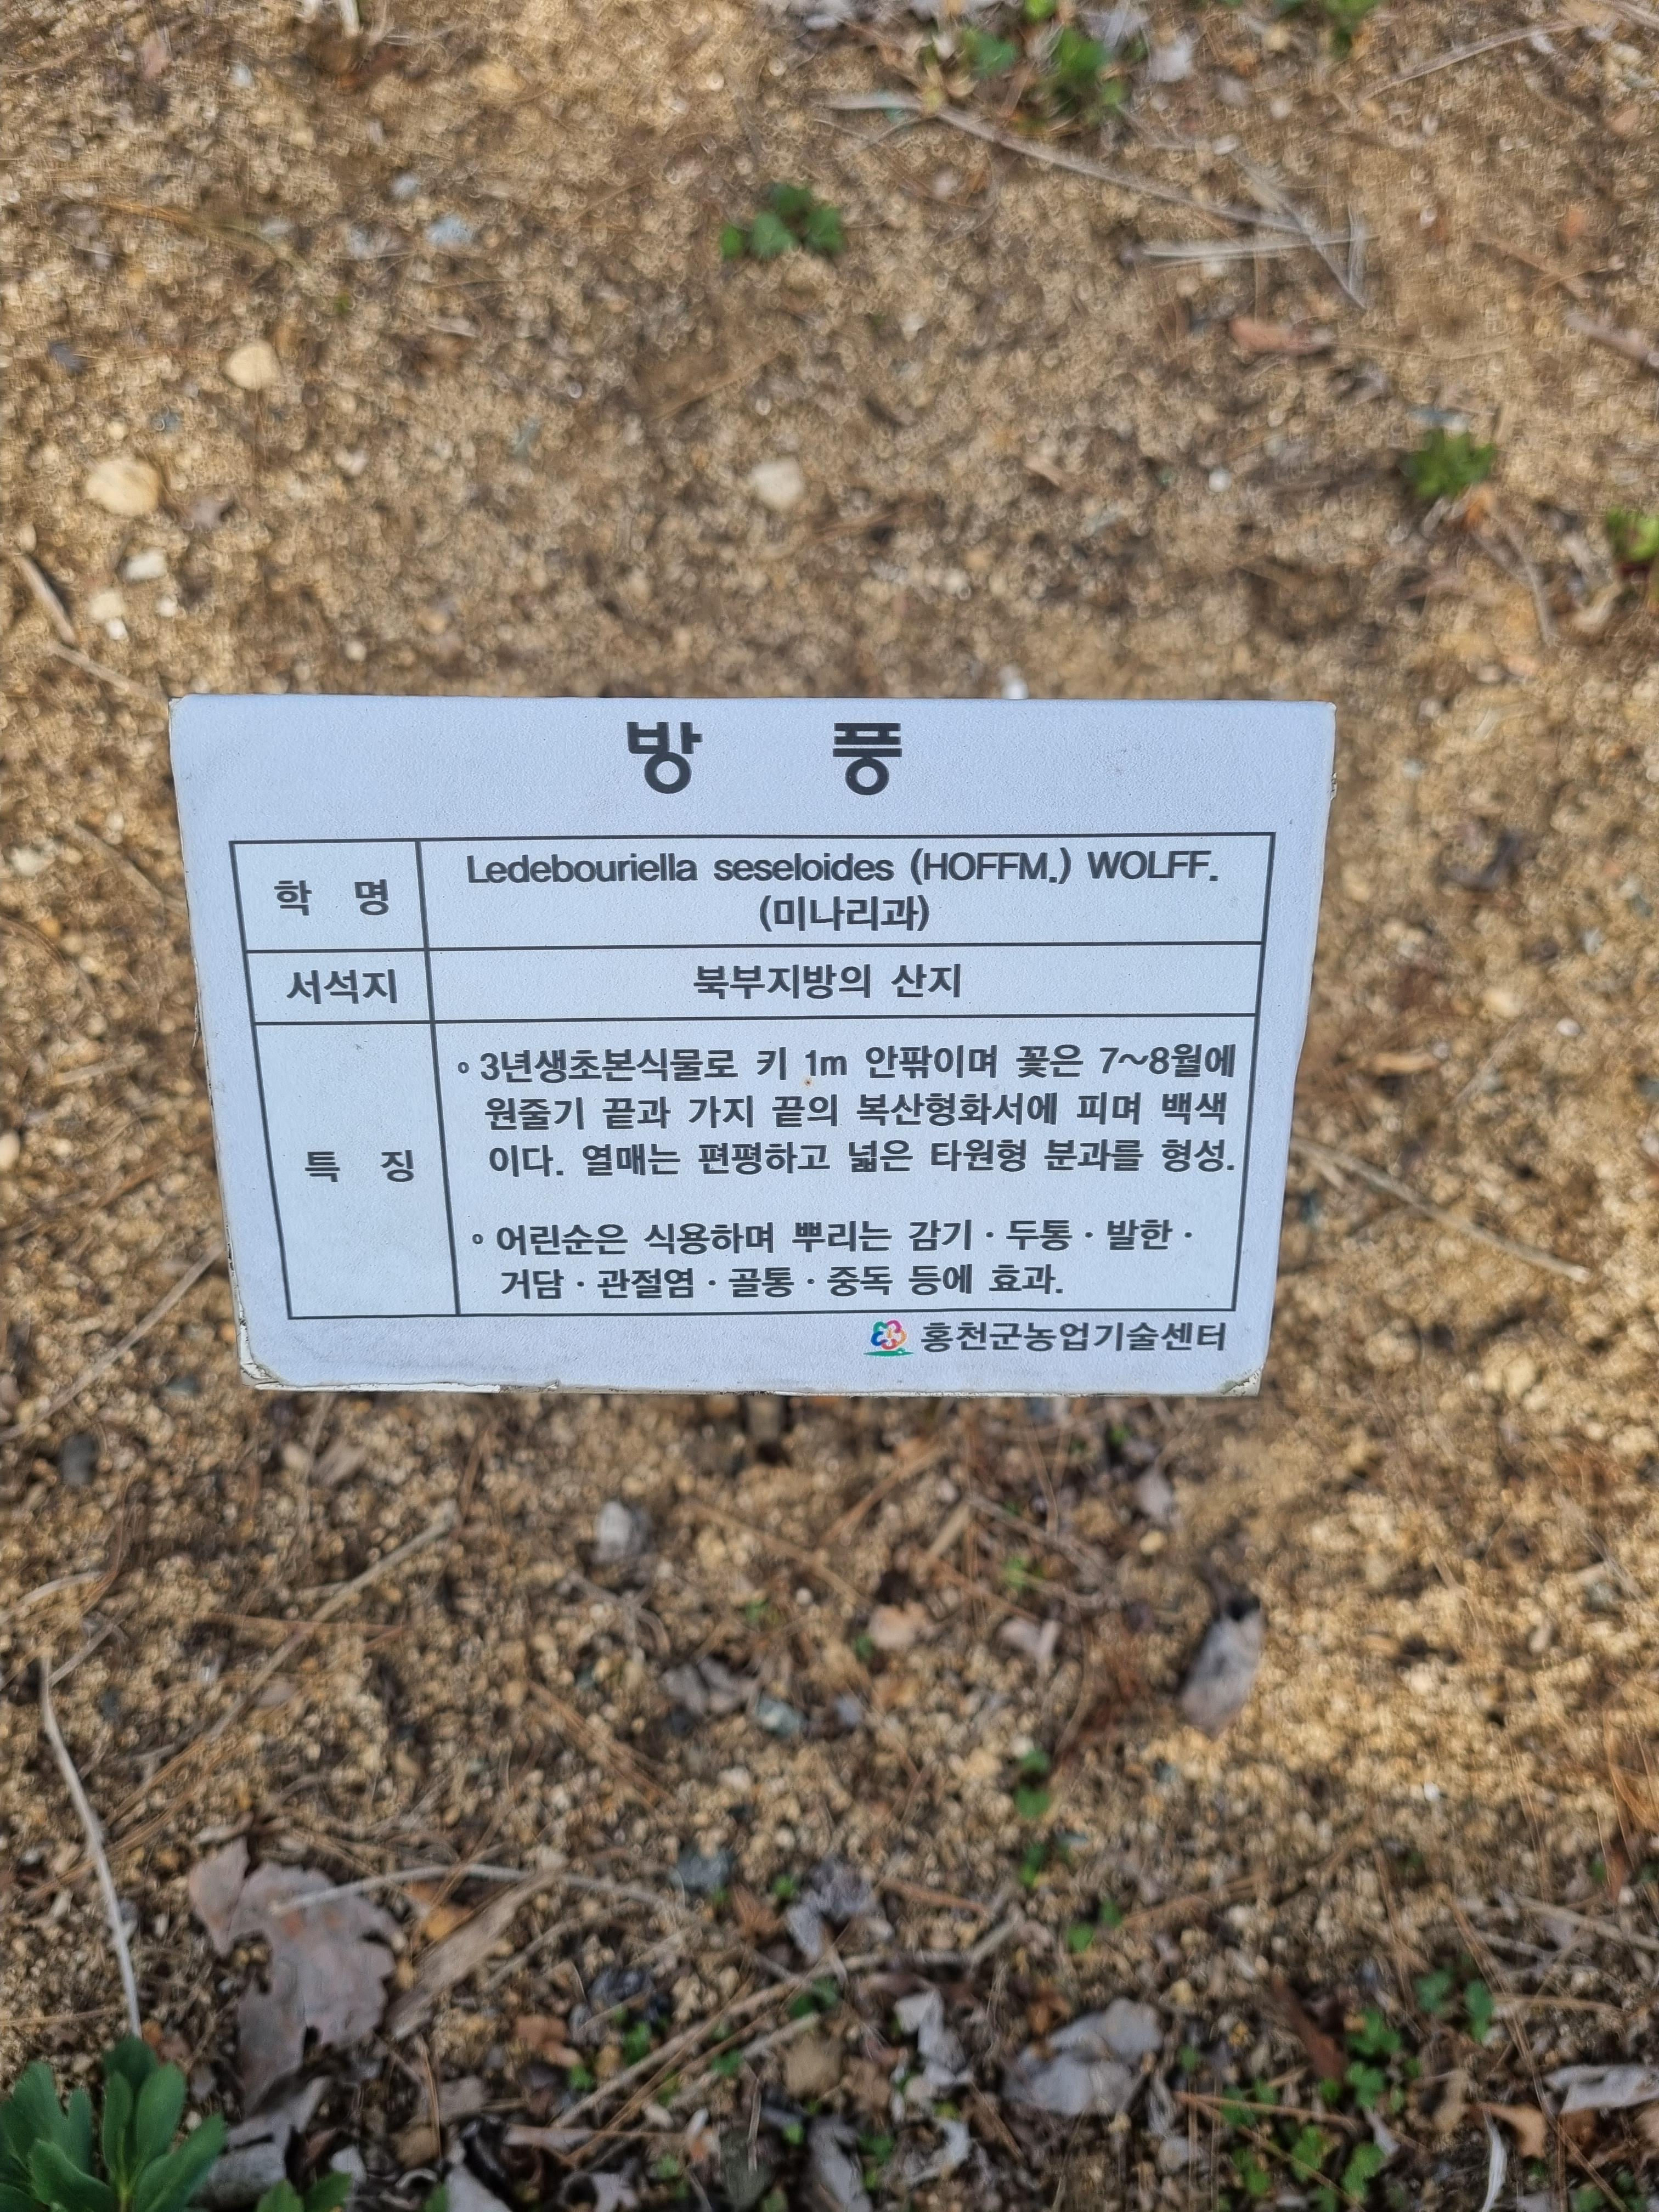 방 풍
학 명
Ledebouriella seseloides (HOFFM.) WOLFF.
(미나리과)
서석지
북부지방의 산지
특 징
◦ 3년생초본식물로 키 1m 안팎이며 꽃은 7~8월에
원줄기 끝과 가지 끝의 복산형화서에 피며 백색
이다. 열매는 편평하고 넓은 타원형 분과를 형성.
◦ 어린순은 식용하며 뿌리는 감기 · 두통 · 발한 ·
거담 · 관절염 · 골통 · 중독 등에 효과.
홍천군농업기술센터